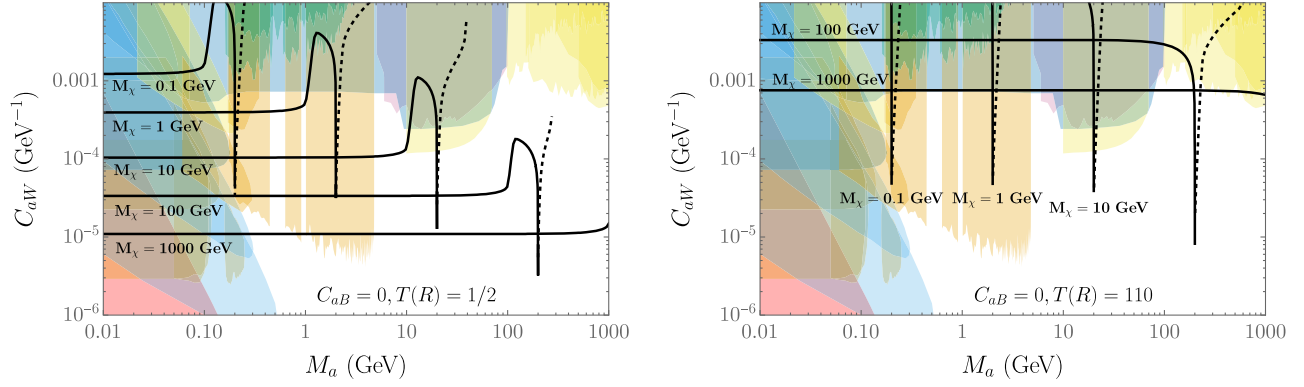 0.001
10⁻⁴
10⁻⁵
10⁻⁶
C_{aW} (GeV⁻¹)
M_χ = 0.1 GeV
M_χ = 1 GeV
M_χ = 10 GeV
M_χ = 100 GeV
M_χ = 1000 GeV
C_{aB} = 0, T(R) = 1/2
0.01 0.10 1 10 100 1000
M_a (GeV)
0.001
10⁻⁴
10⁻⁵
10⁻⁶
C_{aW} (GeV⁻¹)
M_χ = 100 GeV
M_χ = 1000 GeV
M_χ = 0.1 GeV M_χ = 1 GeV
M_χ = 10 GeV
C_{aB} = 0, T(R) = 110
0.01 0.10 1 10 100 1000
M_a (GeV)